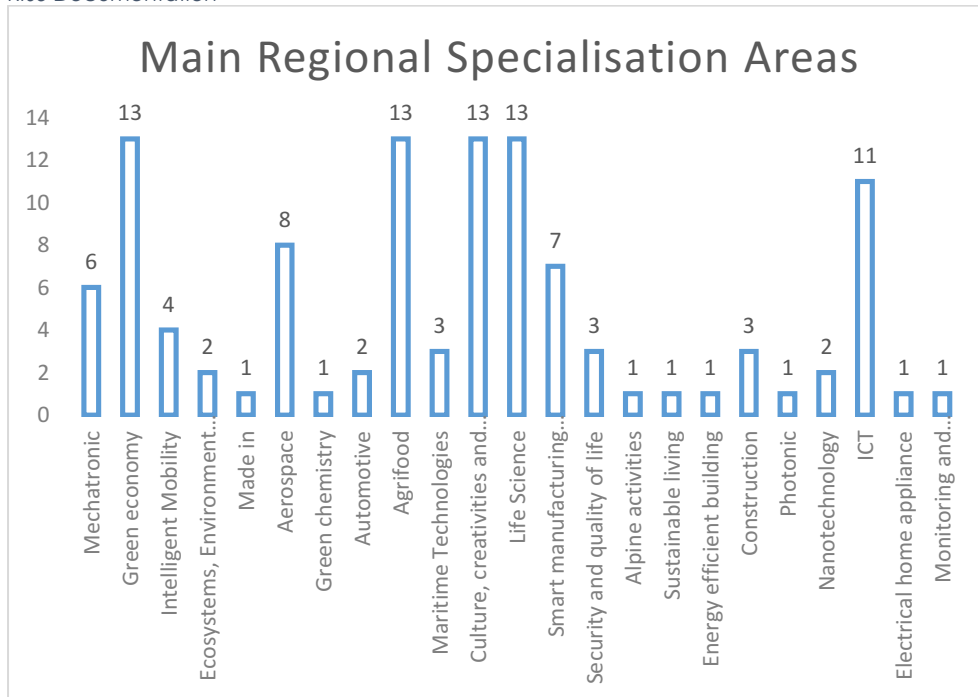 Main Regional Specialisation Areas
14
12
10
8
6
4
2
0
6
13
4
2
1
8
1
2
13
3
13
13
7
3
1
1
1
3
1
2
11
1
1
Mechatronic
Green economy
Intelligent Mobility
Ecosystems, Environment...
Made in
Aerospace
Green chemistry
Automotive
Agrifood
Maritime Technologies
Culture, creativities and...
Life Science
Smart manufacturing...
Security and quality of life
Alpine activities
Sustainable living
Energy efficient building
Construction
Photonic
Nanotechnology
ICT
Electrical home appliance
Monitoring and...